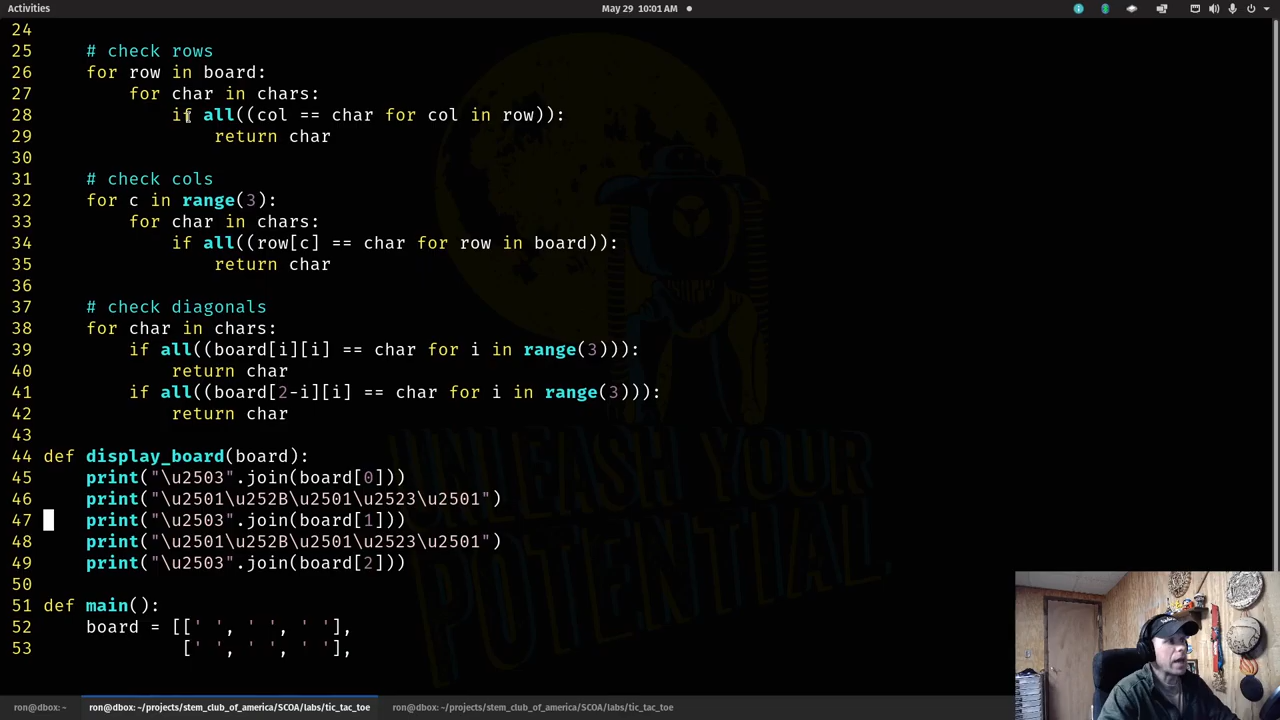 Activities
May 29 10:01 AM
24
25 # check rows
26 for row in board:
27 for char in chars:
28 if all((col == char for col in row)):
29 return char
30
31 # check cols
32 for c in range(3):
33 for char in chars:
34 if all((row[c] == char for row in board)):
35 return char
36
37 # check diagonals
38 for char in chars:
39 if all((board[i][i] == char for i in range(3))):
40 return char
41 if all((board[2-i][i] == char for i in range(3))):
42 return char
43
44 def display_board(board):
45 print("\u2503".join(board[0]))
46 print("\u2501\u252B\u2501\u2523\u2501")
47 print("\u2503".join(board[1]))
48 print("\u2501\u252B\u2501\u2523\u2501")
49 print("\u2503".join(board[2]))
50
51 def main():
52 board = [[' ', ' ', ' '],
53 [' ', ' ', ' '],
UNLEASH YOUR
POTENTIAL
ron@dbox: ~
ron@dbox: ~/projects/stem_club_of_america/SCOA/labs/tic_tac_toe
ron@dbox: ~/projects/stem_club_of_america/SCOA/labs/tic_tac_toe